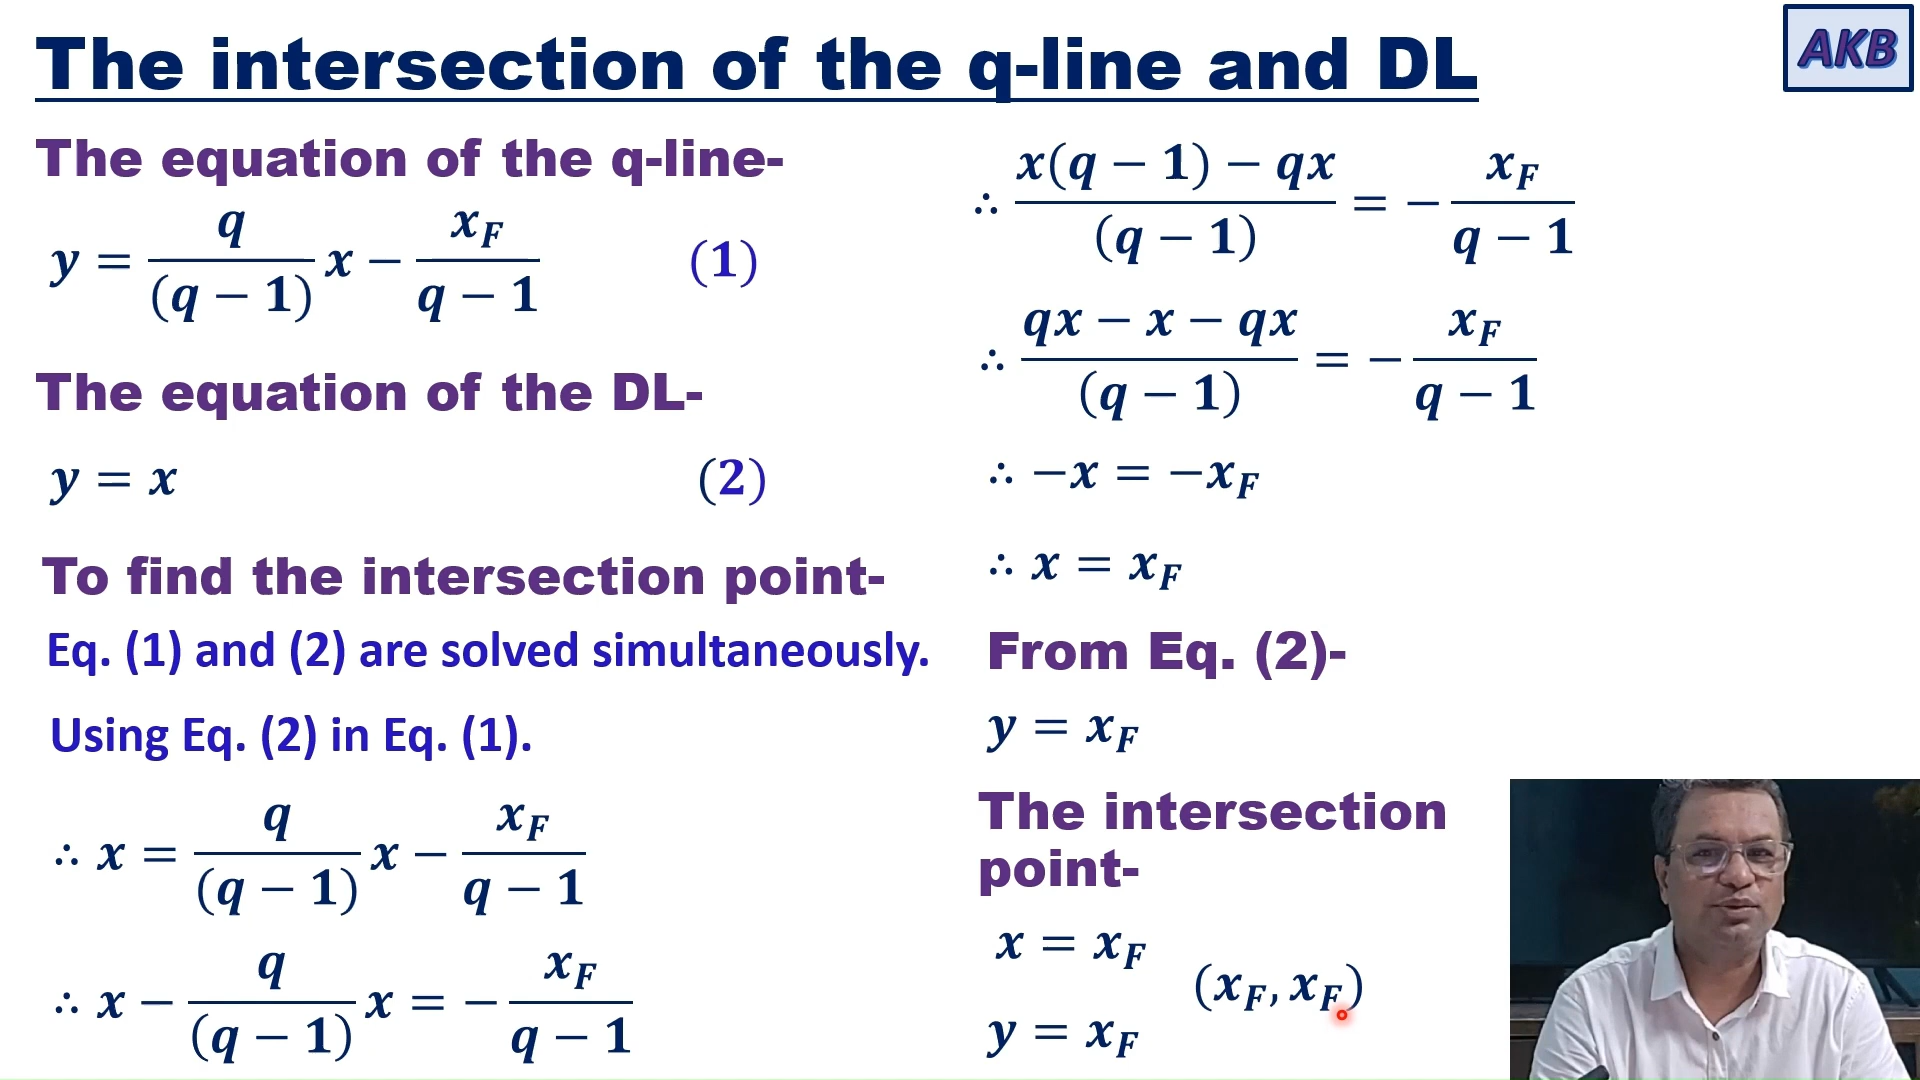 The intersection of the q-line and DL
AKB
The equation of the q-line-
y = q/(q − 1) x − x_F/(q − 1) (1)
The equation of the DL-
y = x (2)
To find the intersection point-
Eq. (1) and (2) are solved simultaneously.
Using Eq. (2) in Eq. (1).
∴ x = q/(q − 1) x − x_F/(q − 1)
∴ x − q/(q − 1) x = − x_F/(q − 1)
∴ (x(q − 1) − qx)/(q − 1) = − x_F/(q − 1)
∴ (qx − x − qx)/(q − 1) = − x_F/(q − 1)
∴ −x = −x_F
∴ x = x_F
From Eq. (2)-
y = x_F
The intersection
point-
x = x_F
(x_F, x_F)
y = x_F